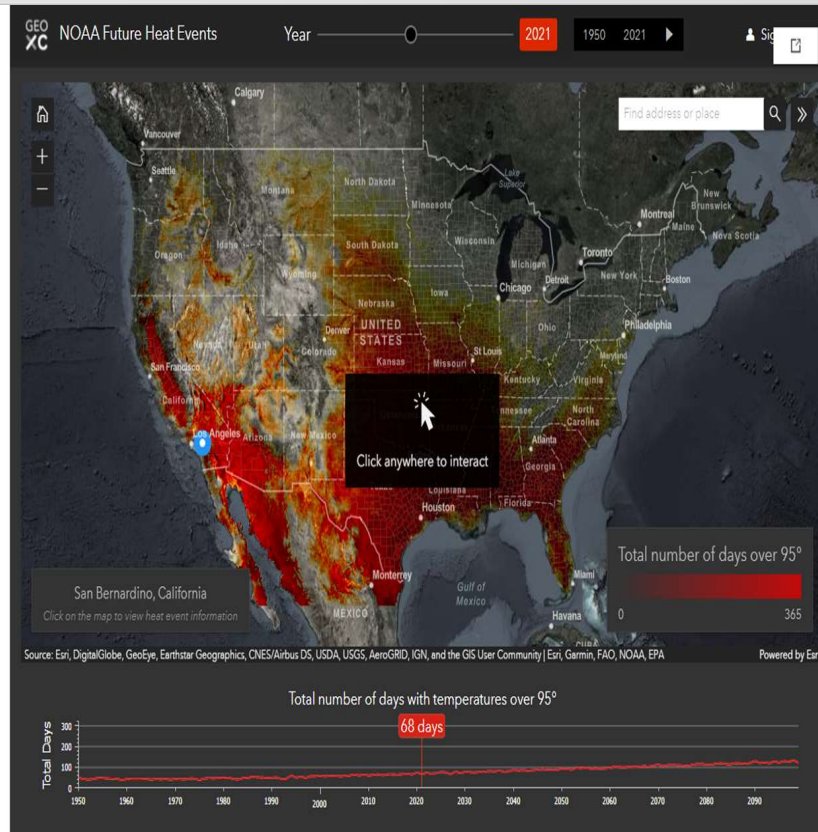 GEO
XC
NOAA Future Heat Events
Year
2021
1950 2021
Find address or place
Calgary
Vancouver
Seattle
Montana
North Dakota
Minnesota
Lake
Superior
Montreal
New
Brunswick
Maine
Nova Scotia
Oregon
Idaho
Wyoming
South Dakota
Wisconsin
Michigan
Toronto
New York
Boston
Detroit
Chicago
Iowa
Nebraska
Nevada
Utah
Denver
Colorado
UNITED
STATES
Kansas
Missouri
St Louis
Ohio
Philadelphia
Maryland
Kentucky
Virginia
San Francisco
California
North
Carolina
Los Angeles
Arizona
New Mexico
Atlanta
Georgia
Click anywhere to interact
Louisiana
Houston
Florida
Total number of days over 95°
0
365
Monterrey
Gulf of
Mexico
Miami
MEXICO
Havana
San Bernardino, California
Click on the map to view heat event information
Source: Esri, DigitalGlobe, GeoEye, Earthstar Geographics, CNES/Airbus DS, USDA, USGS, AeroGRID, IGN, and the GIS User Community | Esri, Garmin, FAO, NOAA, EPA
Powered by
Total number of days with temperatures over 95°
68 days
Total Days
300
200
100
0
1950 1960 1970 1980 1990 2000 2010 2020 2030 2040 2050 2060 2070 2080 2090